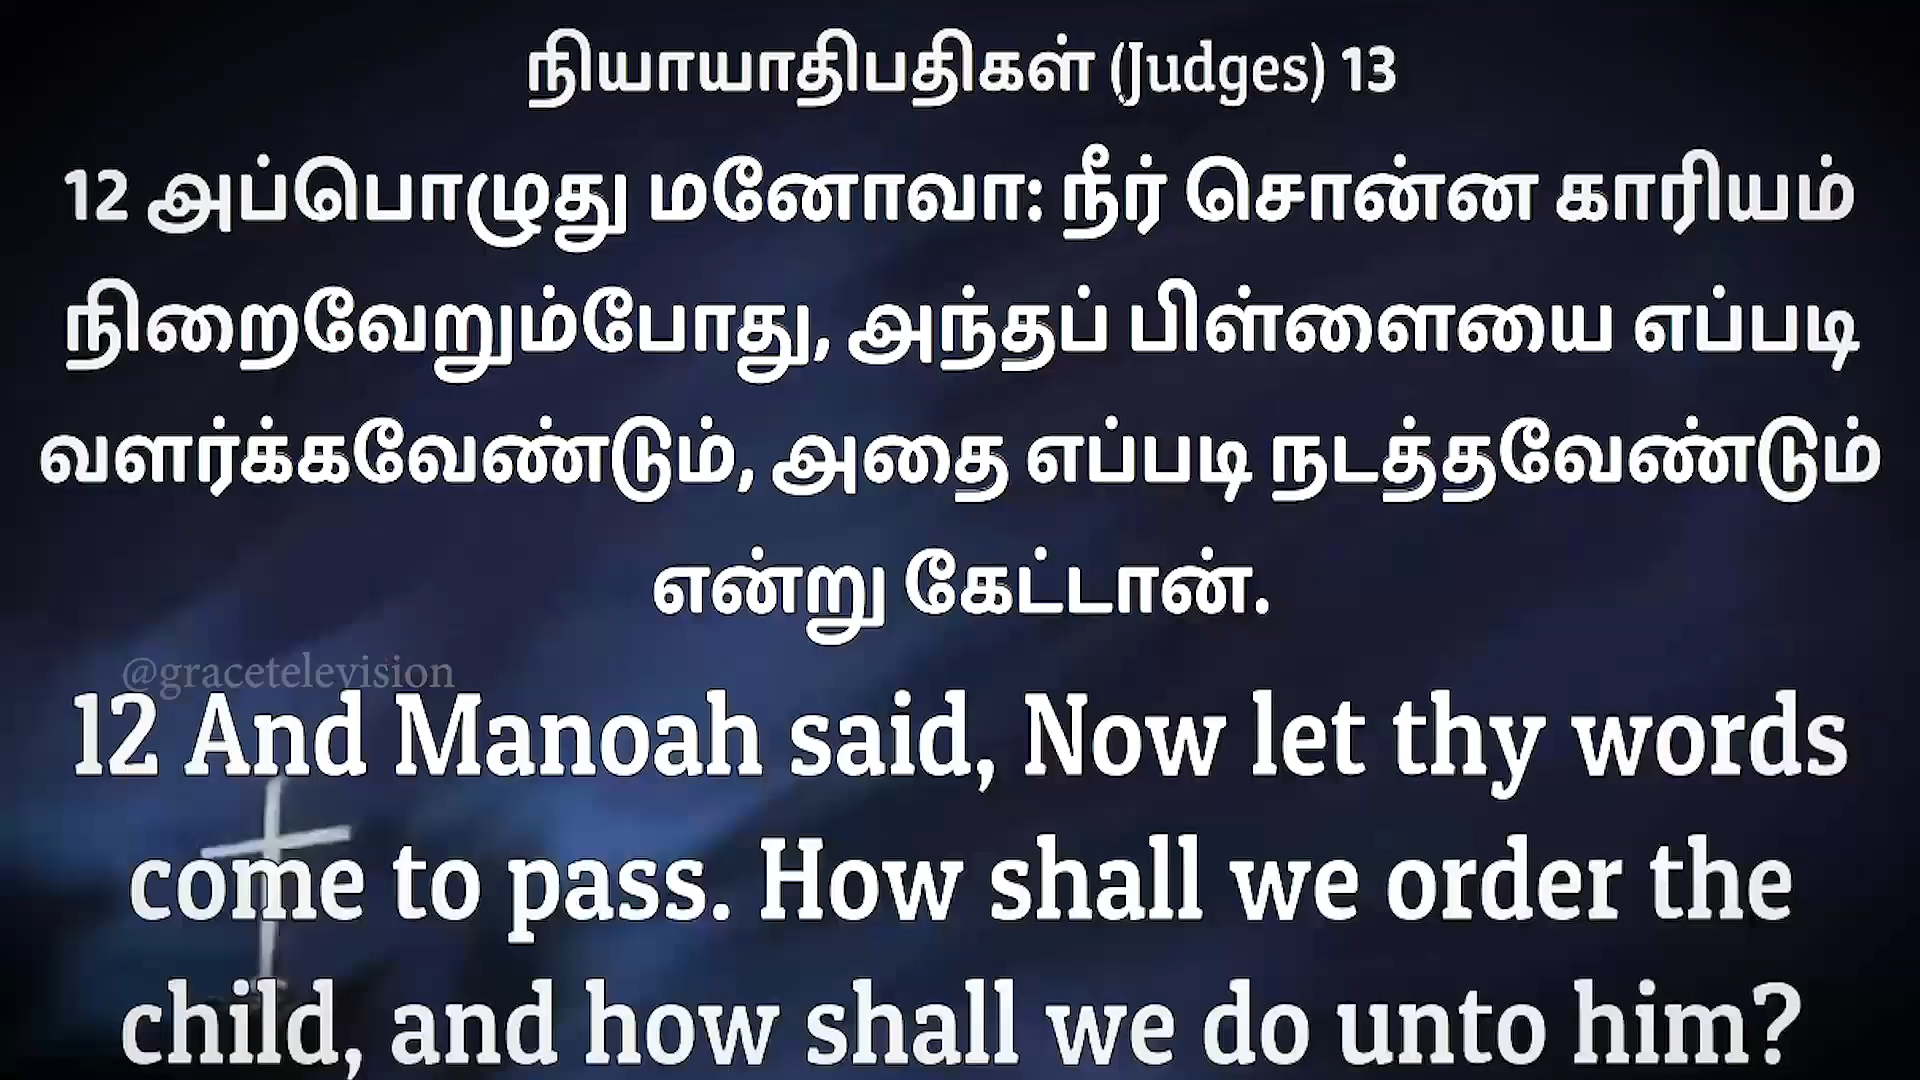 நியாயாதிபதிகள் (Judges) 13
12 அப்பொழுது மனோவா: நீர் சொன்ன காரியம்
நிறைவேறும்போது, அந்தப் பிள்ளையை எப்படி
வளர்க்கவேண்டும், அதை எப்படி நடத்தவேண்டும்
என்று கேட்டான்.
@gracetelevision
12 And Manoah said, Now let thy words
come to pass. How shall we order the
child, and how shall we do unto him?